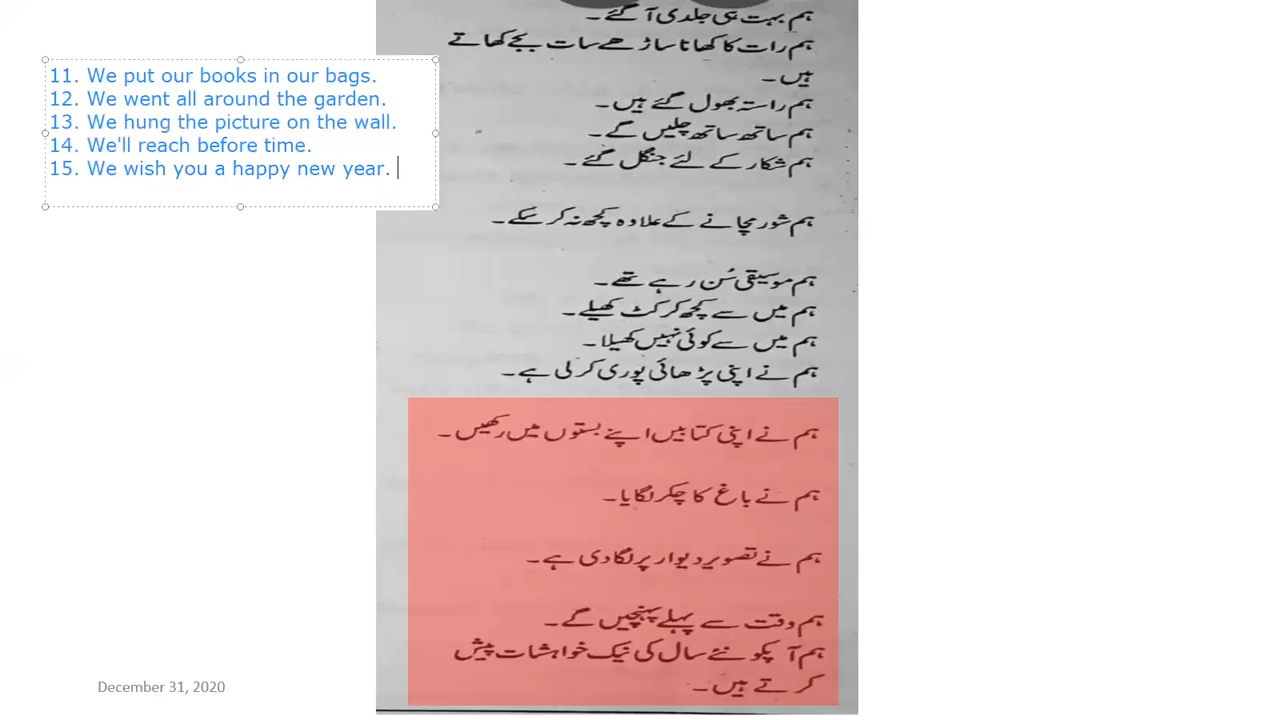 11. We put our books in our bags.
12. We went all around the garden.
13. We hung the picture on the wall.
14. We'll reach before time.
15. We wish you a happy new year.
ہم بہت ہی جلدی آ گئے۔
ہم رات کا کھانا ساڑھے سات بجے کھاتے
ہیں۔
ہم راستہ بھول گئے ہیں۔
ہم ساتھ ساتھ چلیں گے۔
ہم شکار کے لئے جنگل گئے۔
ہم شور مچانے کے علاوہ کچھ نہ کر سکے۔
ہم موسیقی سُن رہے تھے۔
ہم میں سے کچھ کرکٹ کھیلے۔
ہم میں سے کوئی نہیں کھیلا۔
ہم نے اپنی پڑھائی پوری کر لی ہے۔
ہم نے اپنی کتابیں اپنے بستوں میں رکھیں۔
ہم نے باغ کا چکر لگایا۔
ہم نے تصویر دیوار پر لگا دی ہے۔
ہم وقت سے پہلے پہنچیں گے۔
ہم آپکو نئے سال کی نیک خواہشات پیش
کرتے ہیں۔
December 31, 2020